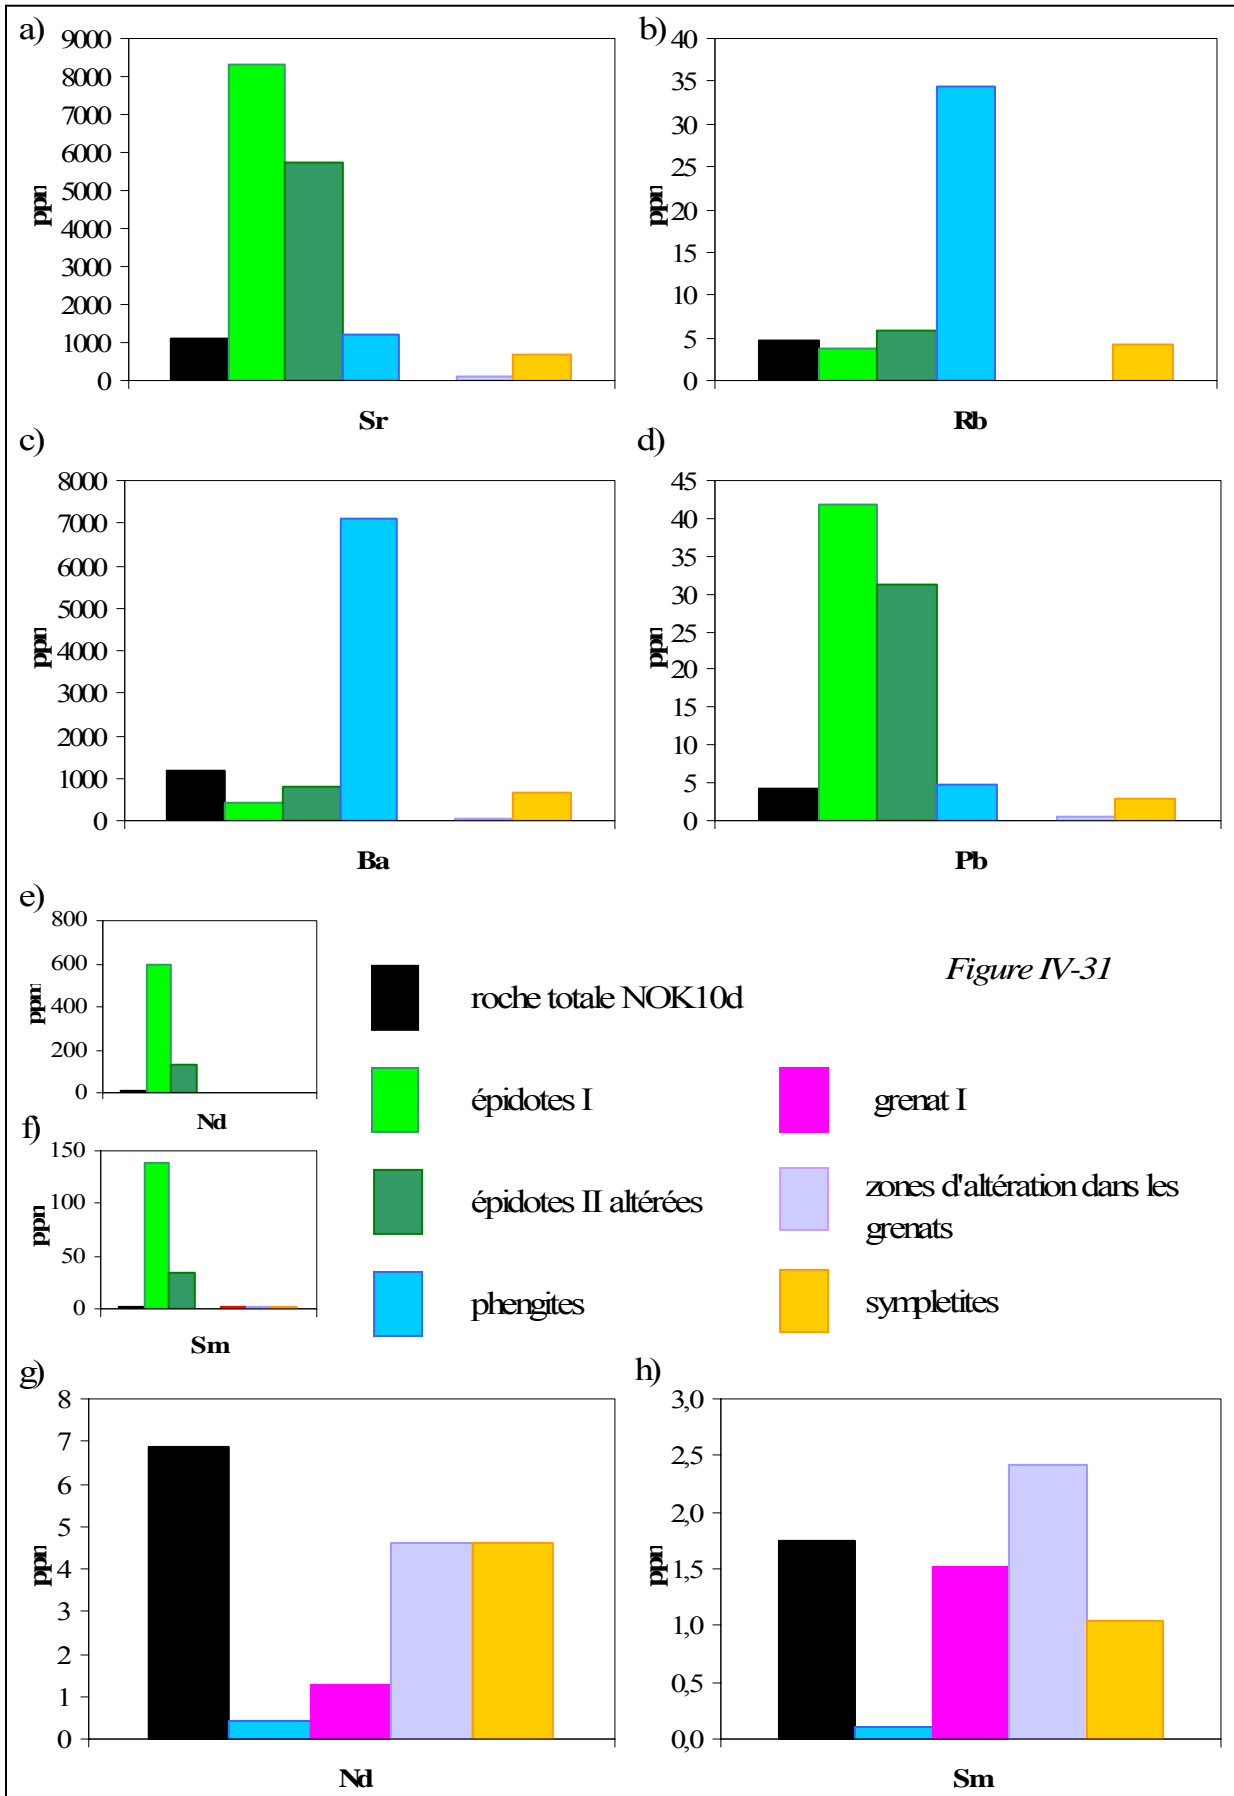 a)
9000
8000
7000
6000
5000
4000
3000
2000
1000
0
ppm
Sr
b)
40
35
30
25
20
15
10
5
0
ppm
Rb
c)
8000
7000
6000
5000
4000
3000
2000
1000
0
ppm
Ba
d)
45
40
35
30
25
20
15
10
5
0
ppm
Pb
e)
800
600
400
200
0
ppm
Nd
f)
150
100
50
0
ppm
Sm
Figure IV-31
roche totale NOK10d
épidotes I
grenat I
épidotes II altérées
zones d'altération dans les
grenats
phengites
sympletites
g)
8
7
6
5
4
3
2
1
0
ppm
Nd
h)
3,0
2,5
2,0
1,5
1,0
0,5
0,0
ppm
Sm